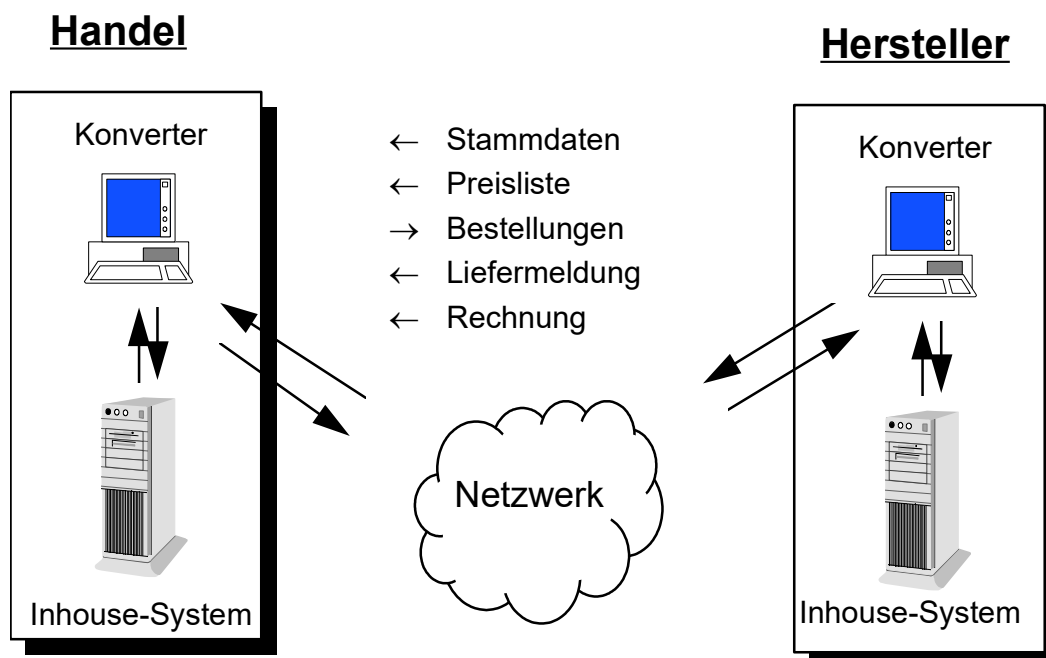 Handel
Hersteller
Konverter
← Stammdaten
← Preisliste
→ Bestellungen
← Liefermeldung
← Rechnung
Konverter
Netzwerk
Inhouse-System
Inhouse-System